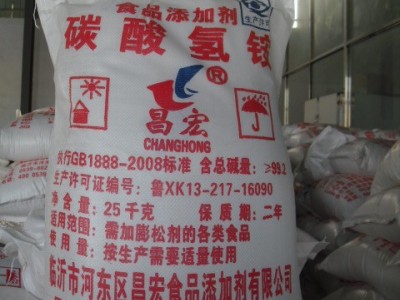 食品添加剂
碳酸氢铵
®
昌宏
CHANGHONG
执行GB1888-2008标准 含总碱量:≥99.2
生产许可证编号: 鲁XK13-217-16090
净含量: 25千克 保质期: 二年
适用范围: 需加膨松剂的各类食品
使用量: 按生产需要适量使用
临沂市河东区昌宏食品添加剂有限公司